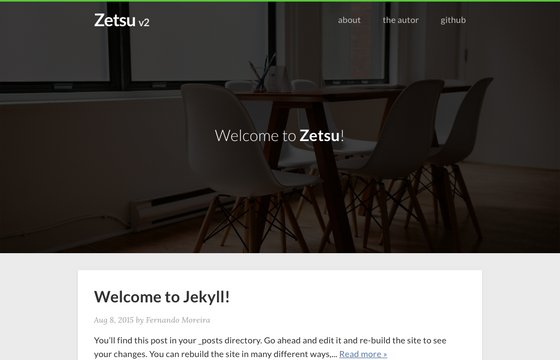 Zetsu v2
about the autor github
Welcome to Zetsu!
Welcome to Jekyll!
Aug 8, 2015 by Fernando Moreira
You'll find this post in your _posts directory. Go ahead and edit it and re-build the site to see
your changes. You can rebuild the site in many different ways,... Read more »